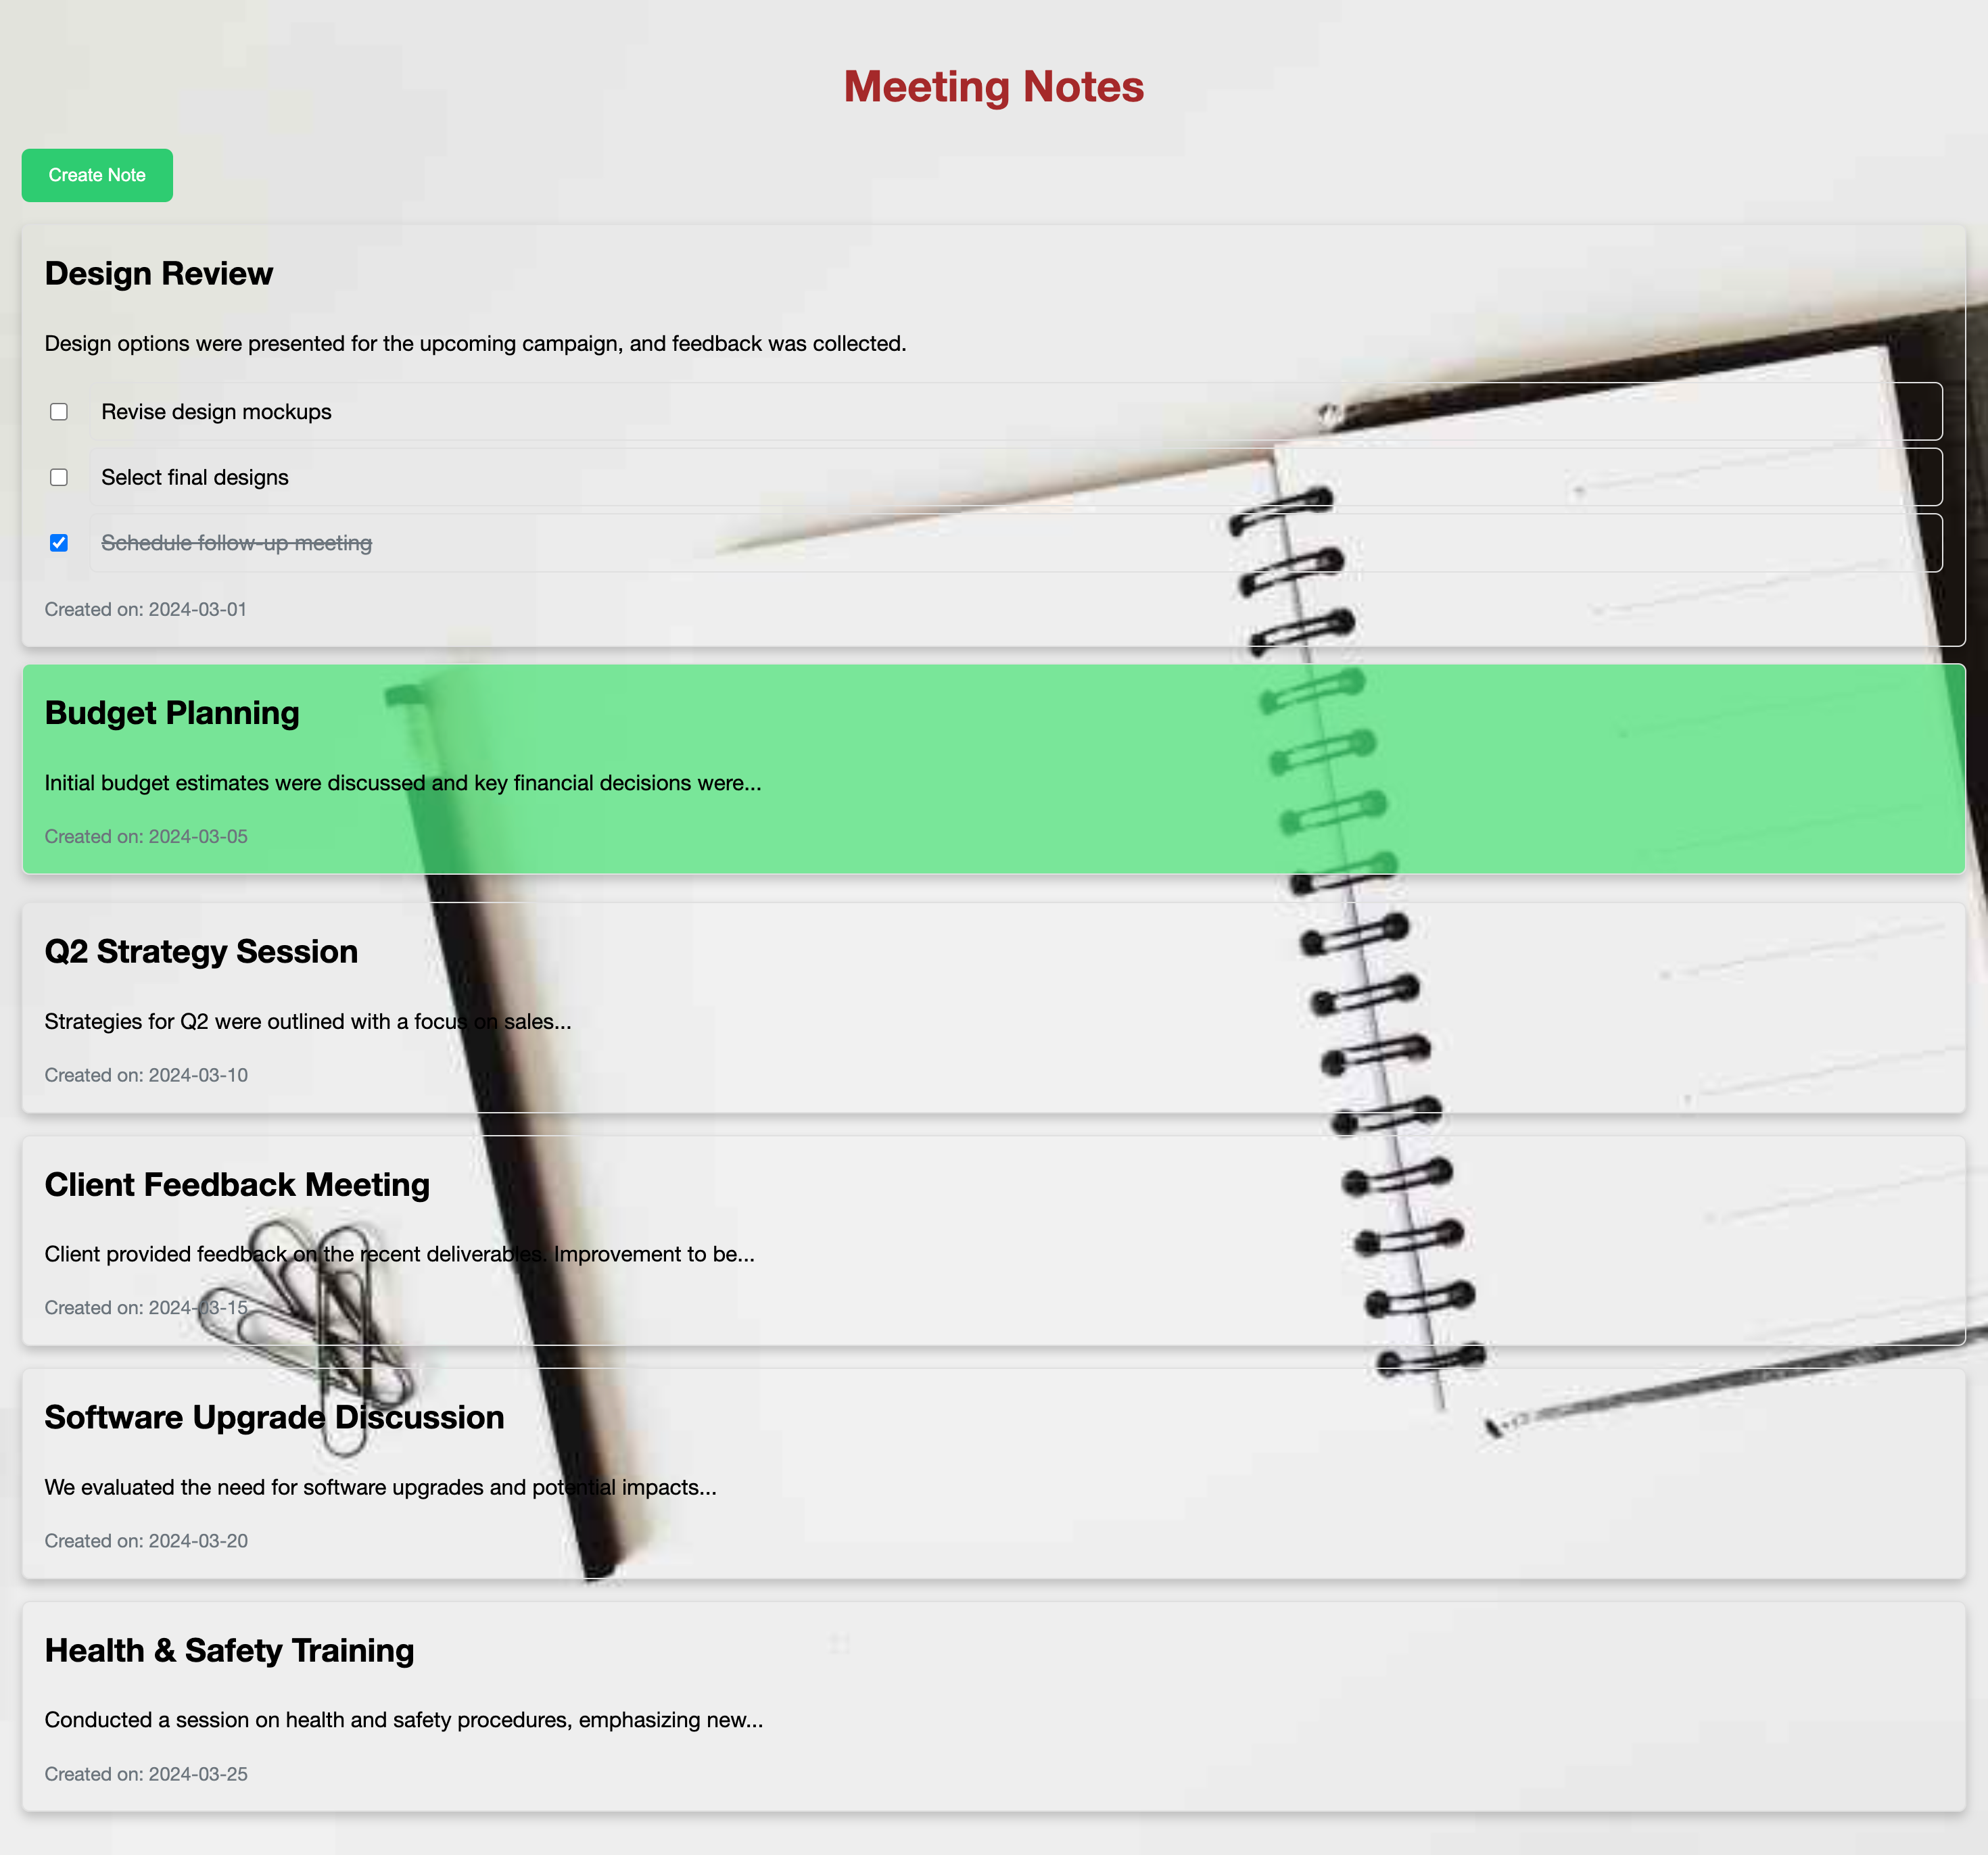 Meeting Notes
Create Note
Design Review
Design options were presented for the upcoming campaign, and feedback was collected.
Revise design mockups
Select final designs
Schedule follow-up meeting
Created on: 2024-03-01
Budget Planning
Initial budget estimates were discussed and key financial decisions were...
Created on: 2024-03-05
Q2 Strategy Session
Strategies for Q2 were outlined with a focus on sales...
Created on: 2024-03-10
Client Feedback Meeting
Client provided feedback on the recent deliverables. Improvement to be...
Created on: 2024-03-15
Software Upgrade Discussion
We evaluated the need for software upgrades and potential impacts...
Created on: 2024-03-20
Health & Safety Training
Conducted a session on health and safety procedures, emphasizing new...
Created on: 2024-03-25